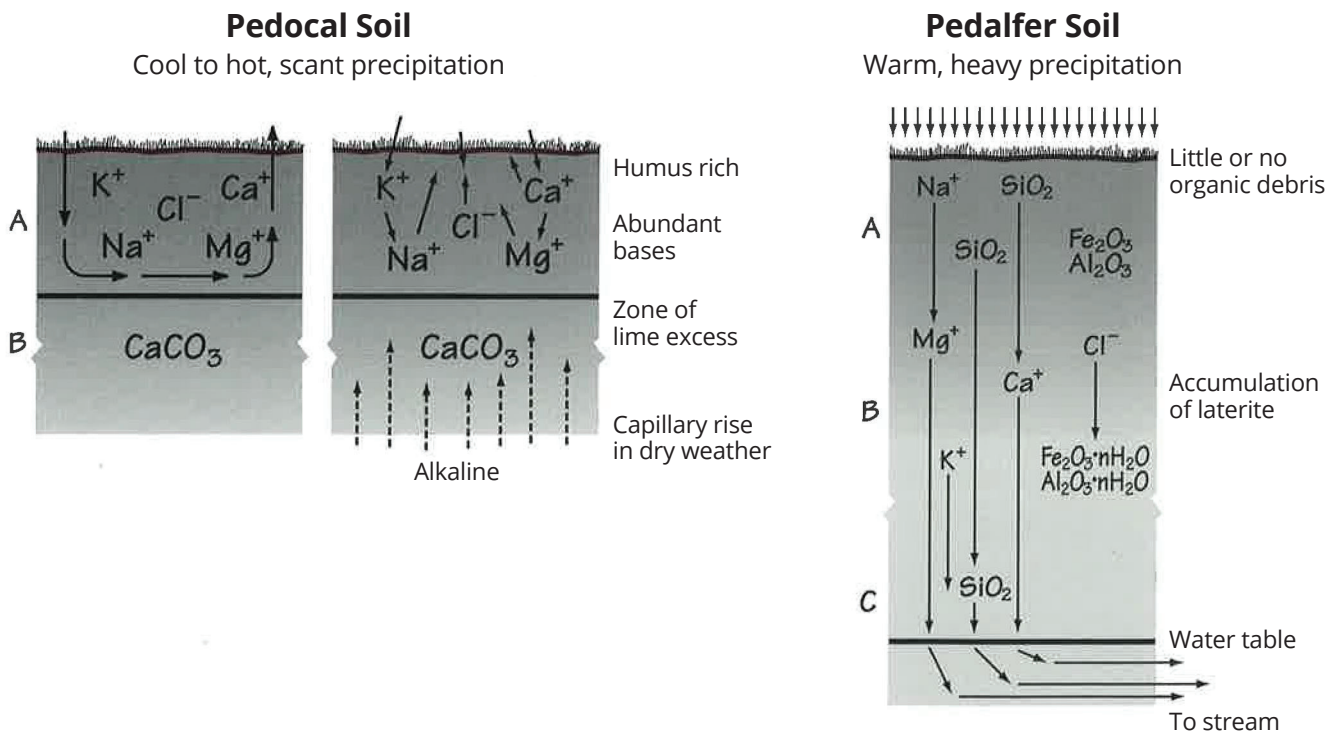 Pedocal Soil
Cool to hot, scant precipitation
A
K⁺
Ca⁺
Cl⁻
Na⁺
Mg⁺
B
CaCO₃
K⁺
Ca⁺
Cl⁻
Na⁺
Mg⁺
CaCO₃
Alkaline
Humus rich
Abundant
bases
Zone of
lime excess
Capillary rise
in dry weather
Pedalfer Soil
Warm, heavy precipitation
A
Na⁺
SiO₂
SiO₂
Fe₂O₃
Al₂O₃
Mg⁺
Cl⁻
Ca⁺
B
K⁺
Fe₂O₃·nH₂O
Al₂O₃·nH₂O
C
SiO₂
Little or no
organic debris
Accumulation
of laterite
Water table
To stream